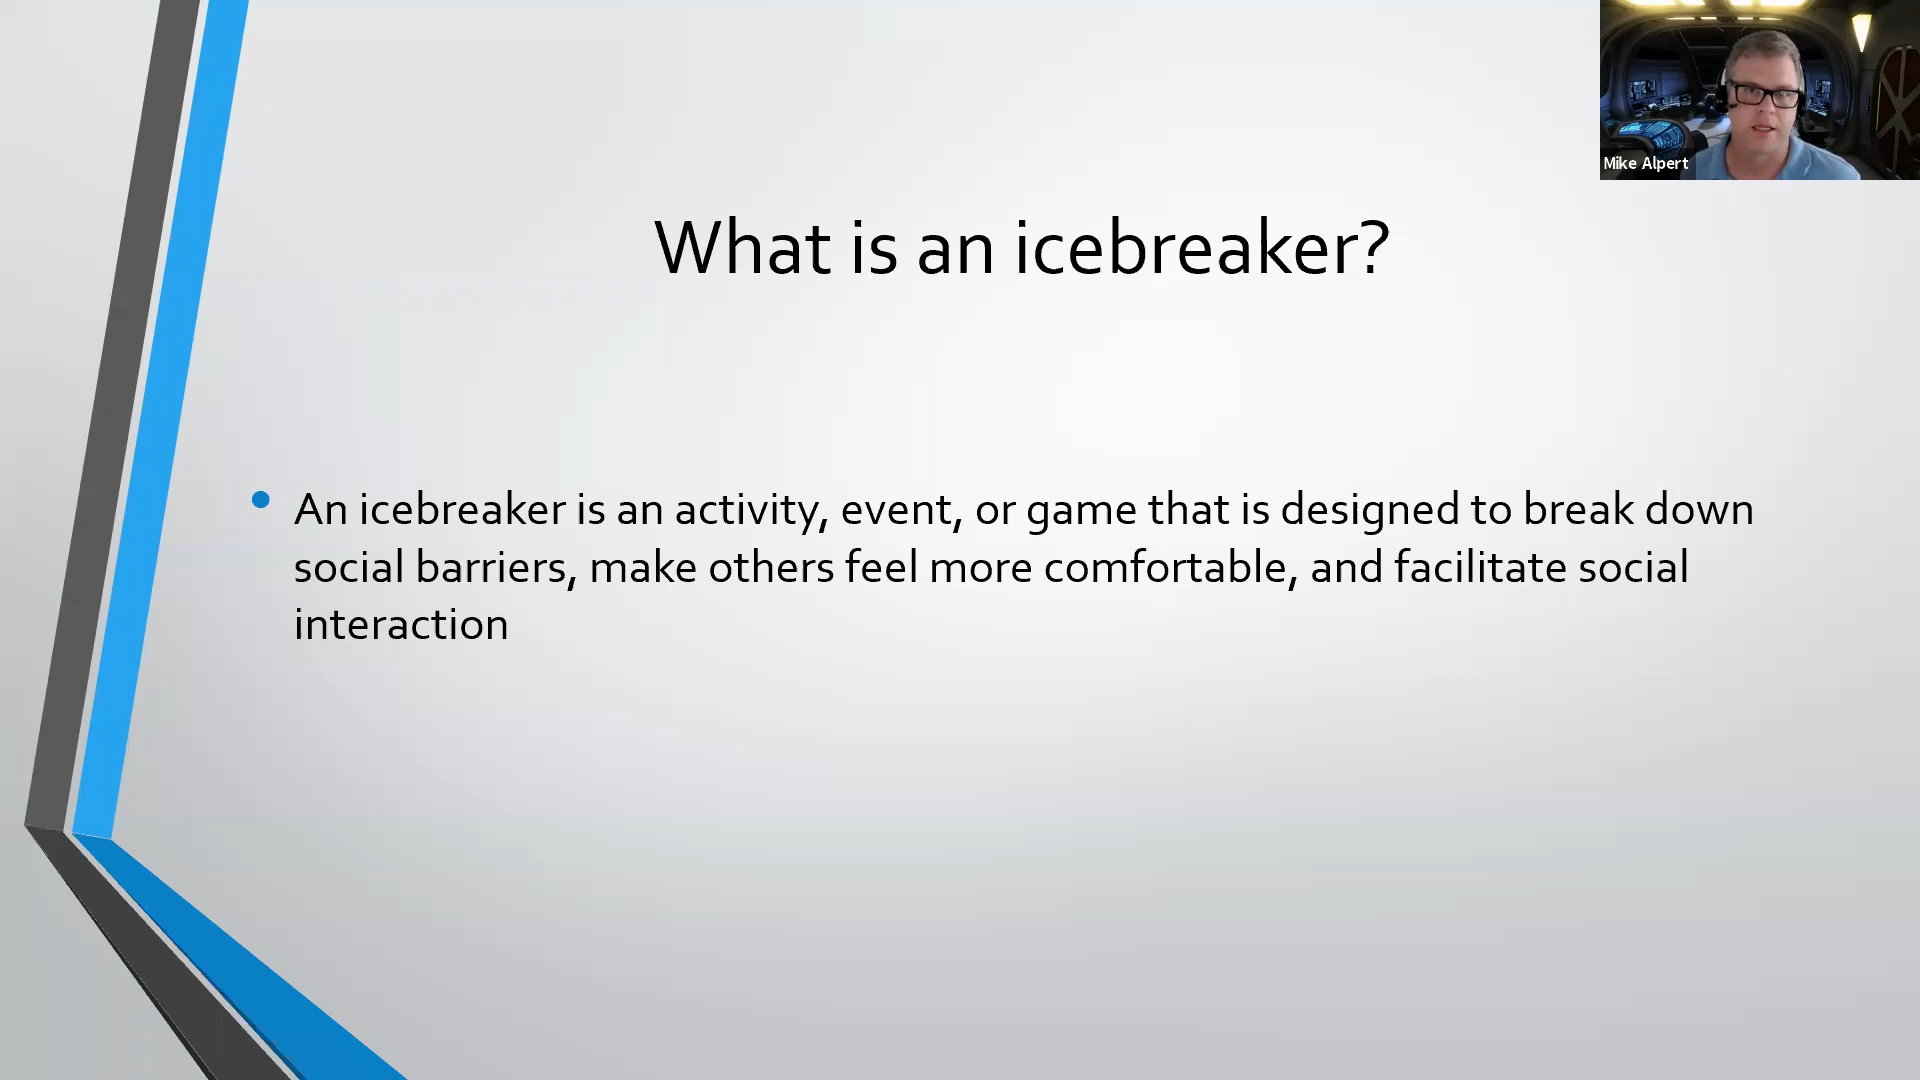 Mike Alpert
What is an icebreaker?
An icebreaker is an activity, event, or game that is designed to break down
social barriers, make others feel more comfortable, and facilitate social
interaction